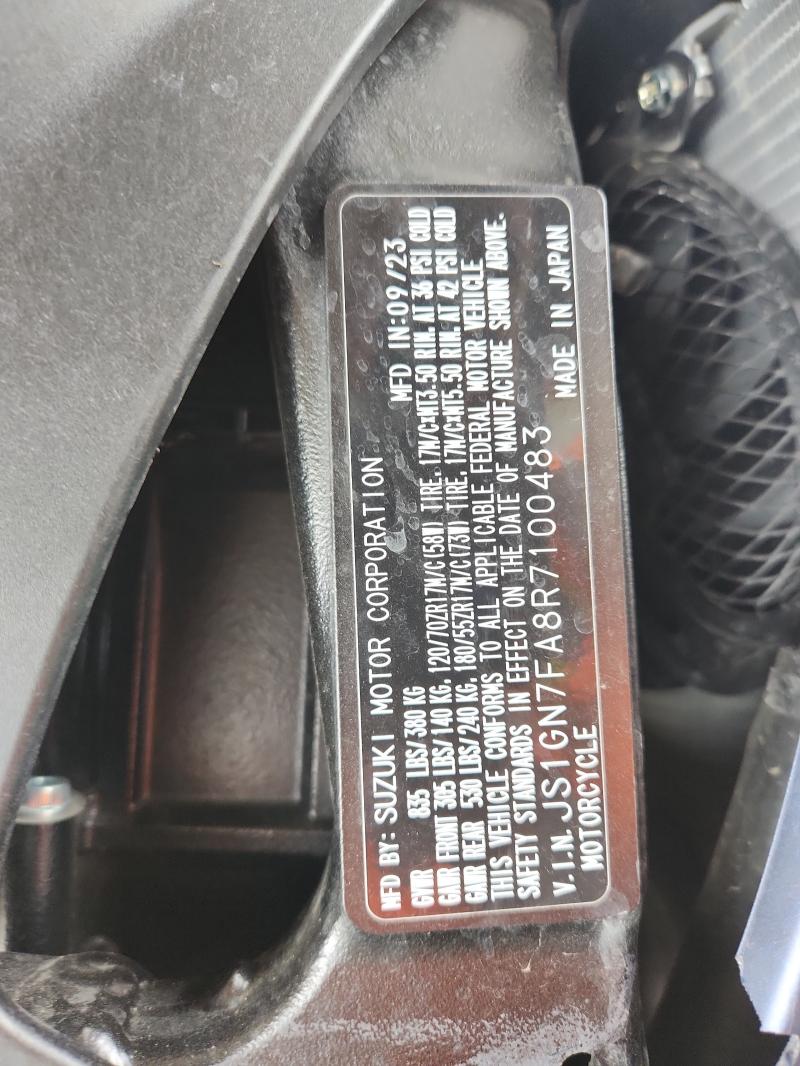 MFD BY: SUZUKI MOTOR CORPORATION MFD IN:09/23
GVWR 835 LBS/380 KG
GAWR FRONT 305 LBS/140 KG, 120/70ZR17M/C(58W) TIRE, 17M/C×MT3.50 RIM, AT 36 PSI COLD
GAWR REAR 530 LBS/240 KG, 180/55ZR17M/C(73W) TIRE, 17M/C×MT5.50 RIM, AT 42 PSI COLD
THIS VEHICLE CONFORMS TO ALL APPLICABLE FEDERAL MOTOR VEHICLE
SAFETY STANDARDS IN EFFECT ON THE DATE OF MANUFACTURE SHOWN ABOVE.
V.I.N. JS1GN7FA8R7100483 MADE IN JAPAN
MOTORCYCLE